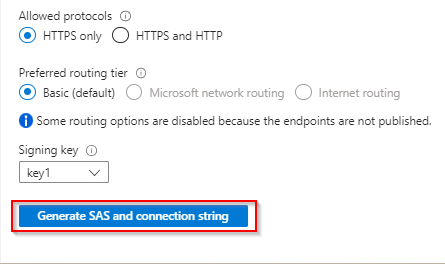 Allowed protocols
HTTPS only HTTPS and HTTP
Preferred routing tier
Basic (default) Microsoft network routing Internet routing
Some routing options are disabled because the endpoints are not published.
Signing key
key1
Generate SAS and connection string